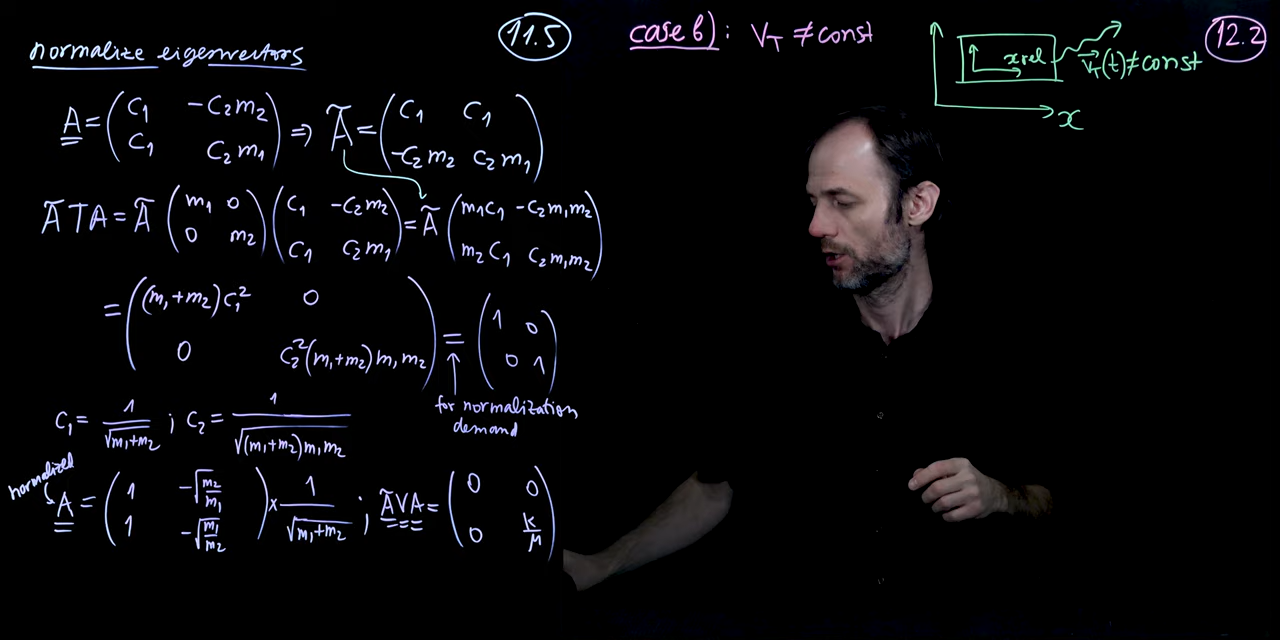 normalize eigenvectors
11.5
A = (C₁ -C₂m₂ ; C₁ C₂m₁) ⇒ Ã = (C₁ C₁ ; -C₂m₂ C₂m₁)
ÃTA = Ã (m₁ 0 ; 0 m₂) (C₁ -C₂m₂ ; C₁ C₂m₁) = Ã (m₁C₁ -C₂m₁m₂ ; m₂C₁ C₂m₁m₂)
= ((m₁+m₂)C₁² 0 ; 0 C₂²(m₁+m₂)m₁m₂) = (1 0 ; 0 1)
for normalization
demand
C₁ = 1/√(m₁+m₂) ; C₂ = 1/√((m₁+m₂)m₁m₂)
normalized
A = (1 -√(m₂/m₁) ; 1 -√(m₁/m₂)) × 1/√(m₁+m₂) ; ÃVA = (0 0 ; 0 K/μ)
case b): V_T ≠ const
12.2
x rel
V⃗_T(t) ≠ const
x